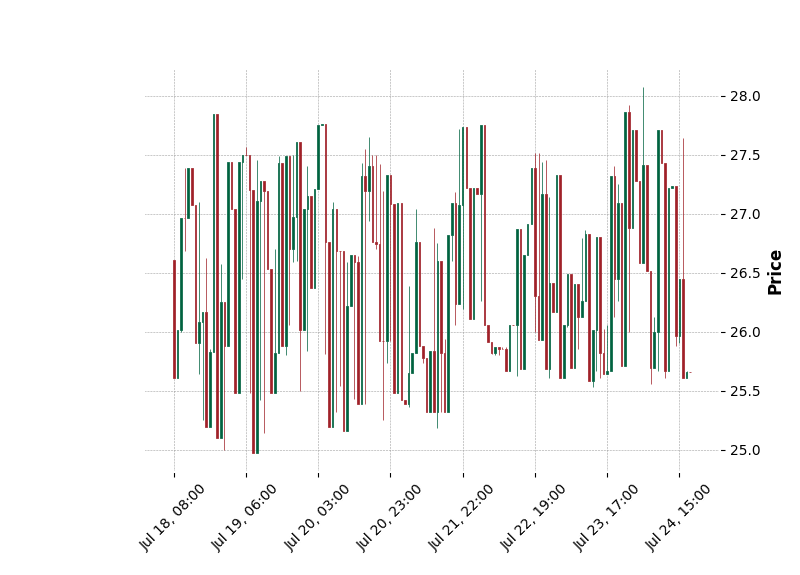 28.0
27.5
27.0
26.5
26.0
25.5
25.0
Price
Jul 18, 08:00
Jul 19, 06:00
Jul 20, 03:00
Jul 20, 23:00
Jul 21, 22:00
Jul 22, 19:00
Jul 23, 17:00
Jul 24, 15:00